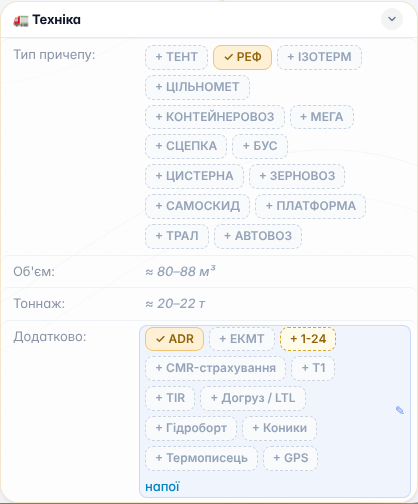 🚛 Техніка
Тип причепу: + ТЕНТ ✓ РЕФ + ІЗОТЕРМ
+ ЦІЛЬНОМЕТ
+ КОНТЕЙНЕРОВОЗ + МЕГА
+ СЦЕПКА + БУС
+ ЦИСТЕРНА + ЗЕРНОВОЗ
+ САМОСКИД + ПЛАТФОРМА
+ ТРАЛ + АВТОВОЗ
Об'єм: ≈ 80–88 м³
Тоннаж: ≈ 20–22 т
Додатково: ✓ ADR + ЕКМТ + 1-24
+ CMR-страхування + T1
+ TIR + Догруз / LTL
+ Гідроборт + Коники
+ Термописець + GPS
напої